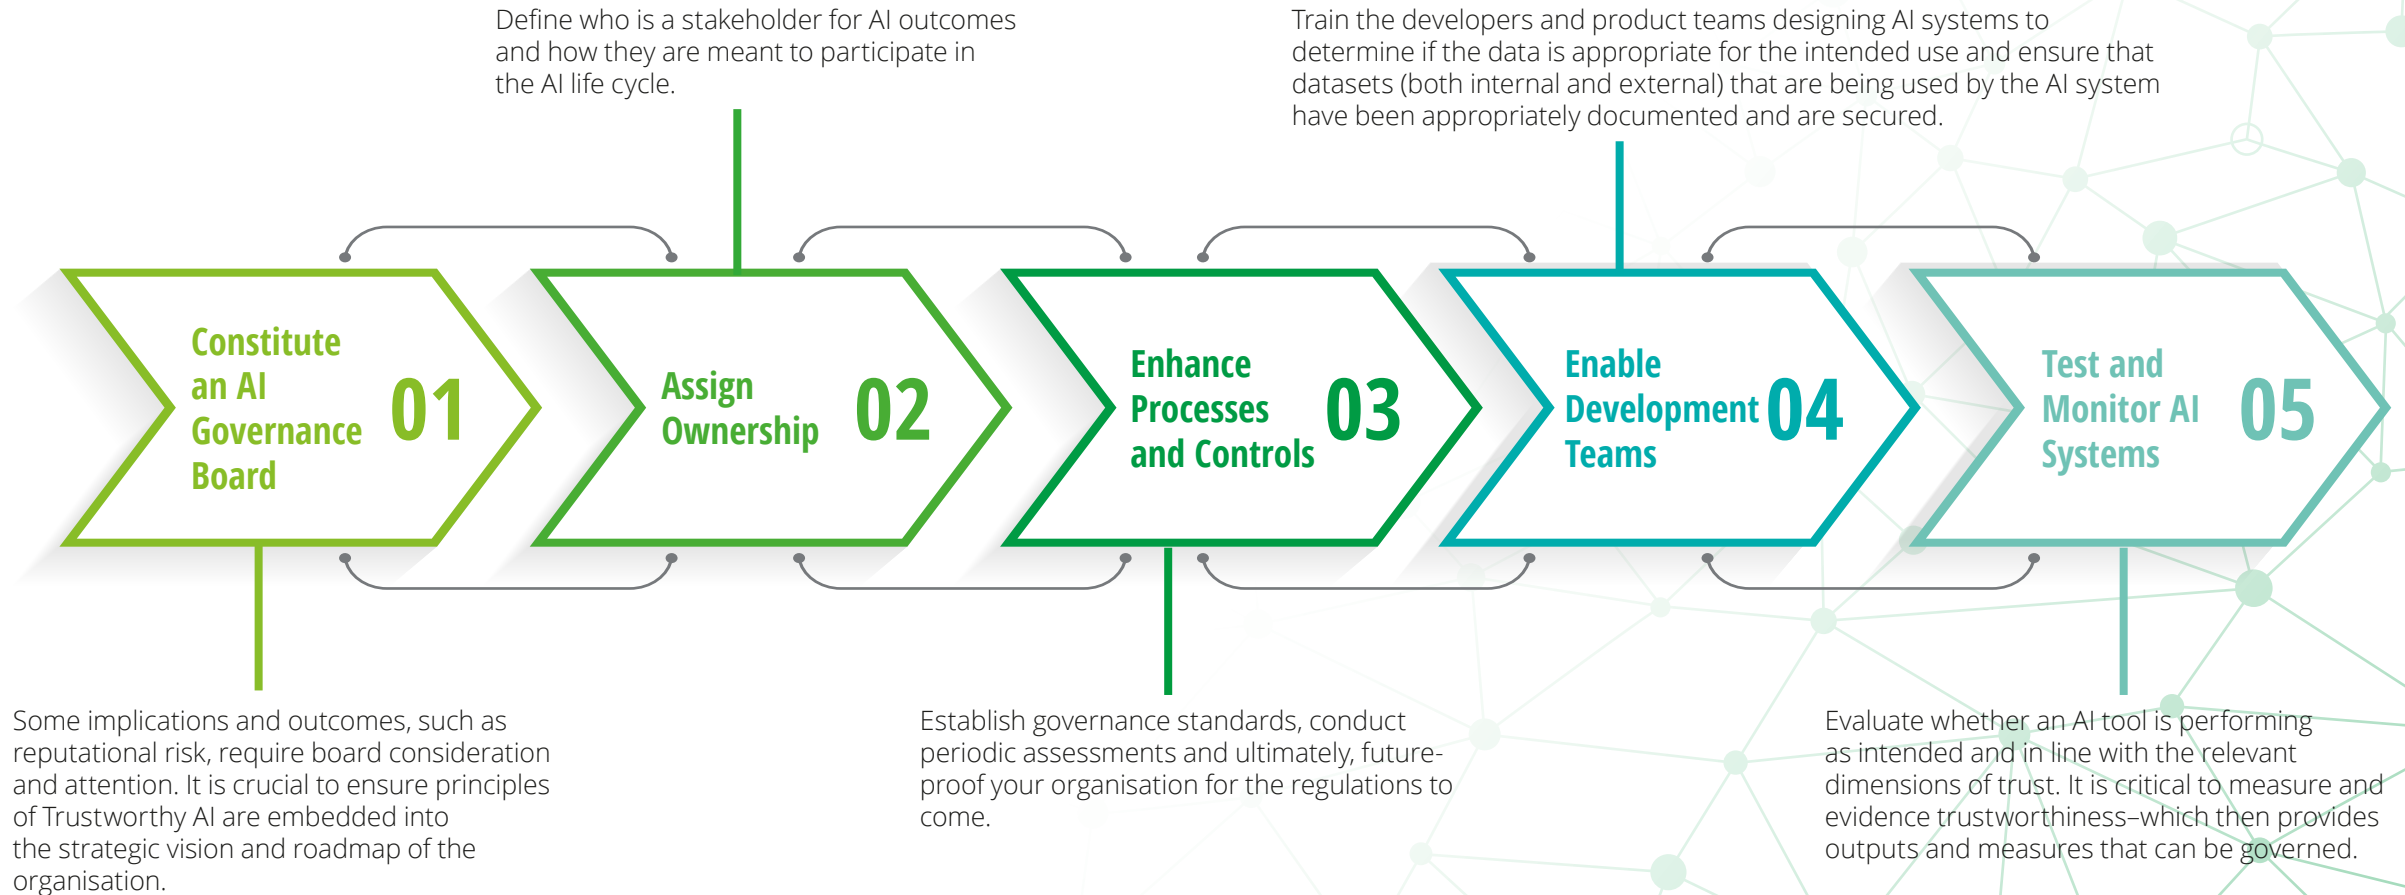 Define who is a stakeholder for AI outcomes
and how they are meant to participate in
the AI life cycle.
Train the developers and product teams designing AI systems to
determine if the data is appropriate for the intended use and ensure that
datasets (both internal and external) that are being used by the AI system
have been appropriately documented and are secured.
Constitute
an AI
Governance
Board
01
Assign
Ownership
02
Enhance
Processes
and Controls
03
Enable
Development
Teams
04
Test and
Monitor AI
Systems
05
Some implications and outcomes, such as
reputational risk, require board consideration
and attention. It is crucial to ensure principles
of Trustworthy AI are embedded into
the strategic vision and roadmap of the
organisation.
Establish governance standards, conduct
periodic assessments and ultimately, future-
proof your organisation for the regulations to
come.
Evaluate whether an AI tool is performing
as intended and in line with the relevant
dimensions of trust. It is critical to measure and
evidence trustworthiness–which then provides
outputs and measures that can be governed.